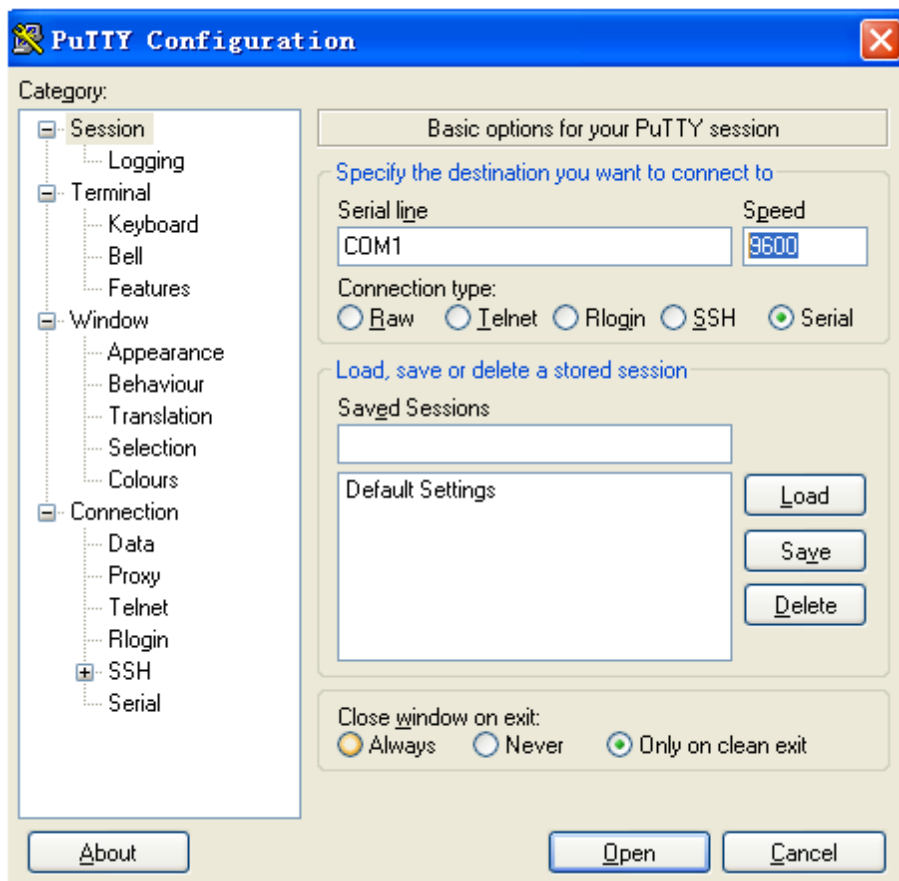 PuTTY Configuration
Category:
Session
Logging
Terminal
Keyboard
Bell
Features
Window
Appearance
Behaviour
Translation
Selection
Colours
Connection
Data
Proxy
Telnet
Rlogin
SSH
Serial
Basic options for your PuTTY session
Specify the destination you want to connect to
Serial line Speed
COM1 9600
Connection type:
Raw Telnet Rlogin SSH Serial
Load, save or delete a stored session
Saved Sessions
Default Settings
Load
Save
Delete
Close window on exit:
Always Never Only on clean exit
About Open Cancel